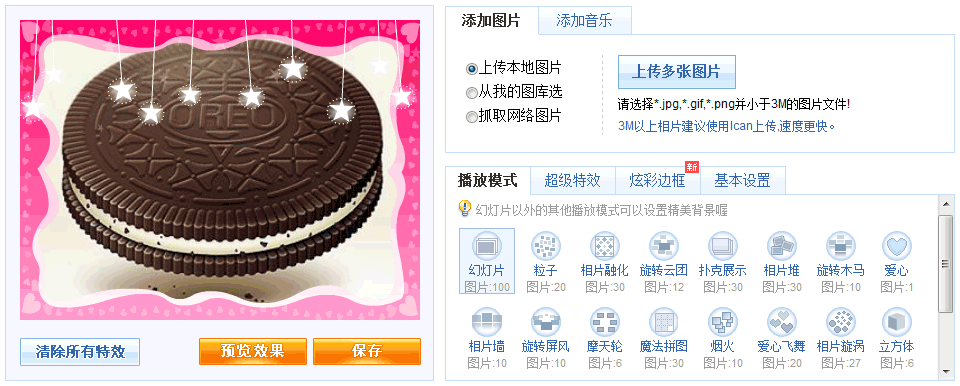 OREO
清除所有特效
预览效果
保存
添加图片
添加音乐
上传本地图片
从我的图库选
抓取网络图片
上传多张图片
请选择*.jpg,*.gif,*.png并小于3M的图片文件!
3M以上相片建议使用Ican上传,速度更快。
播放模式
超级特效
炫彩边框
新
基本设置
幻灯片以外的其他播放模式可以设置精美背景喔
幻灯片 粒子 相片融化 旋转云团 扑克展示 相片堆 旋转木马 爱心
图片:100 图片:20 图片:30 图片:12 图片:30 图片:30 图片:10 图片:1
相片墙 旋转屏风 摩天轮 魔法拼图 烟火 爱心飞舞 相片漩涡 立方体
图片:10 图片:10 图片:6 图片:30 图片:10 图片:20 图片:27 图片:6